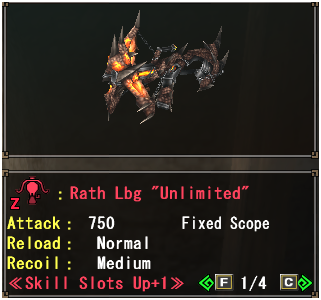 Z : Rath Lbg "Unlimited"
Attack : 750 Fixed Scope
Reload : Normal
Recoil : Medium
≪Skill Slots Up+1≫ F 1/4 C